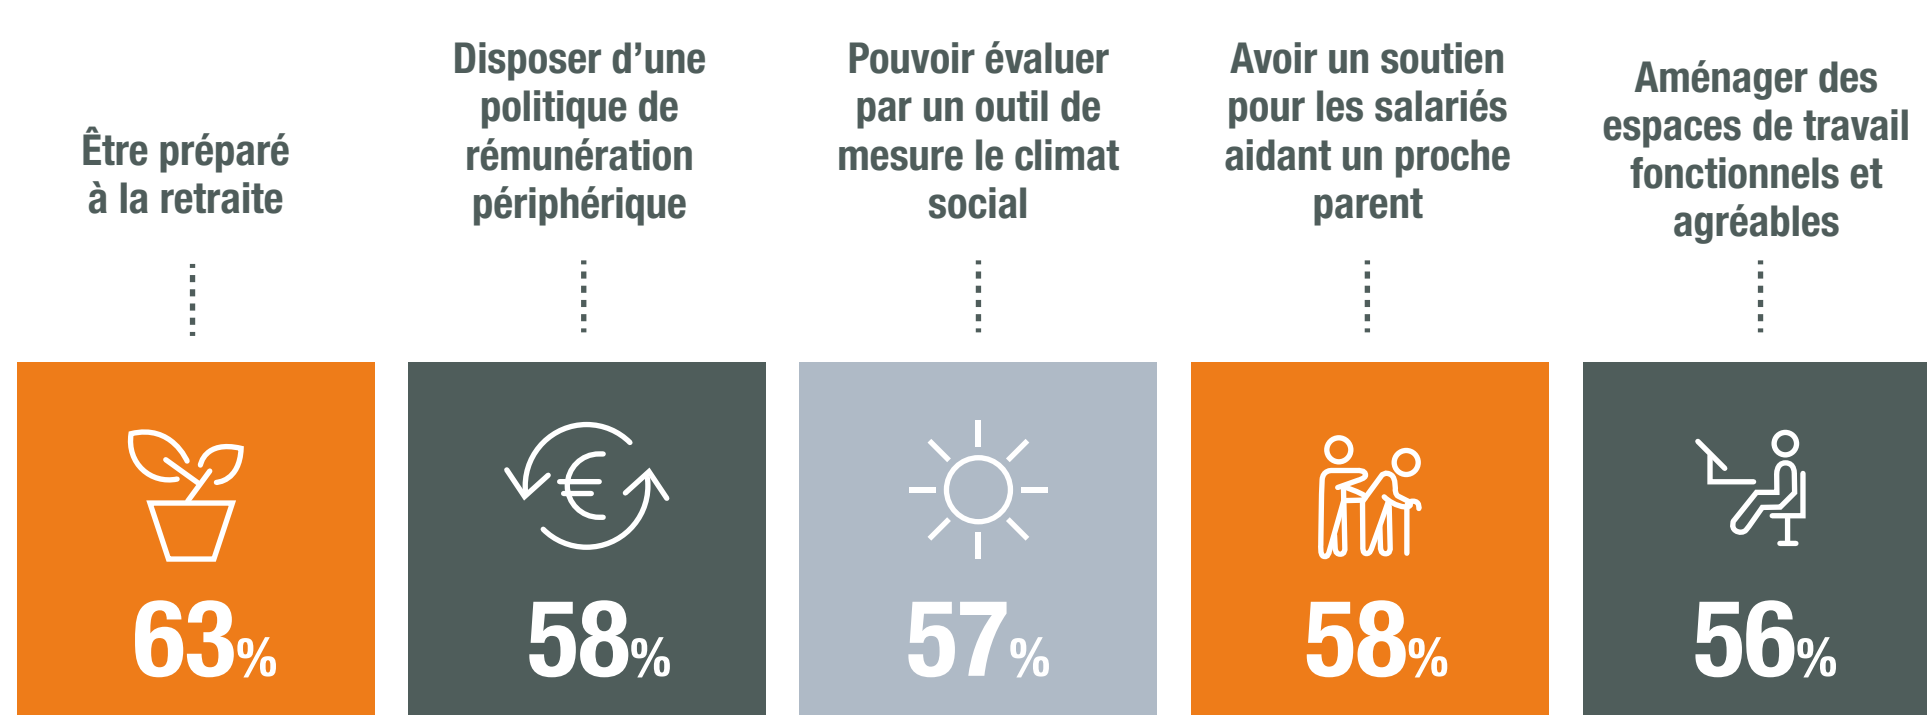 Être préparé
à la retraite
Disposer d’une
politique de
rémunération
périphérique
Pouvoir évaluer
par un outil de
mesure le climat
social
Avoir un soutien
pour les salariés
aidant un proche
parent
Aménager des
espaces de travail
fonctionnels et
agréables
63%
58%
57%
58%
56%